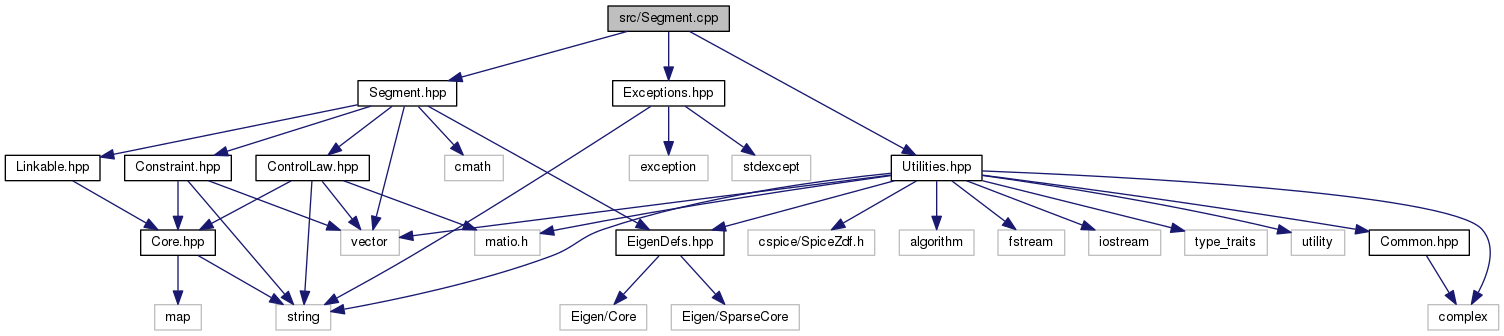 src/Segment.cpp
Segment.hpp
Exceptions.hpp
Linkable.hpp
Constraint.hpp
ControlLaw.hpp
cmath
exception
stdexcept
Utilities.hpp
Core.hpp
vector
matio.h
EigenDefs.hpp
cspice/SpiceZdf.h
algorithm
fstream
iostream
type_traits
utility
Common.hpp
map
string
Eigen/Core
Eigen/SparseCore
complex